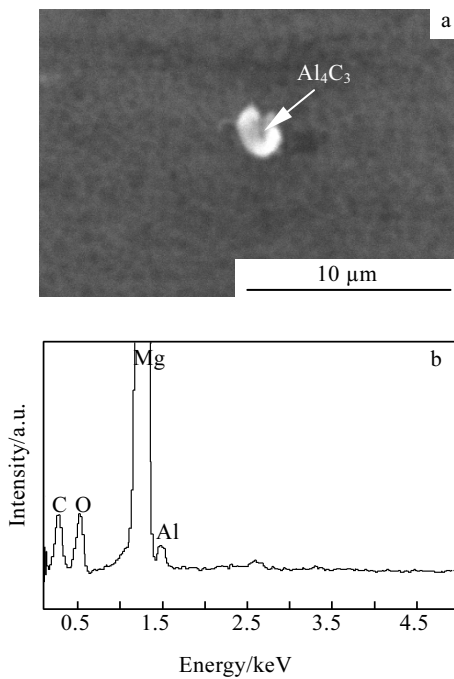 a
Al₄C₃
10 µm
b
Mg
C O
Al
Intensity/a.u.
0.5 1.5 2.5 3.5 4.5
Energy/keV